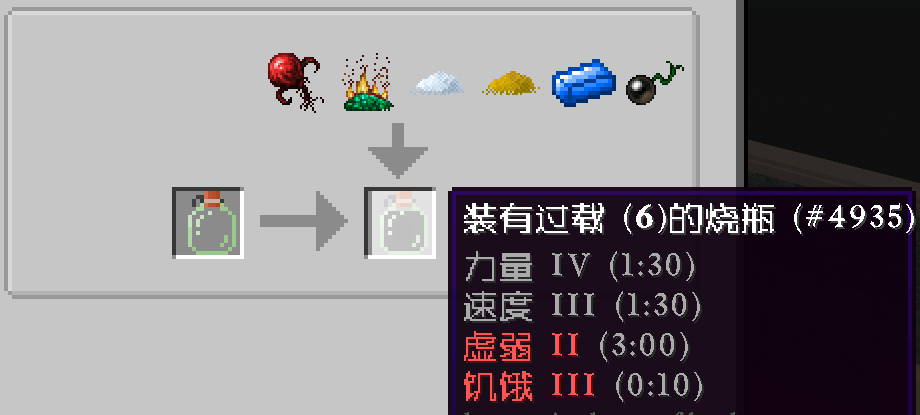 装有过载 (6)的烧瓶 (#4935)
力量 IV (1:30)
速度 III (1:30)
虚弱 II (3:00)
饥饿 III (0:10)